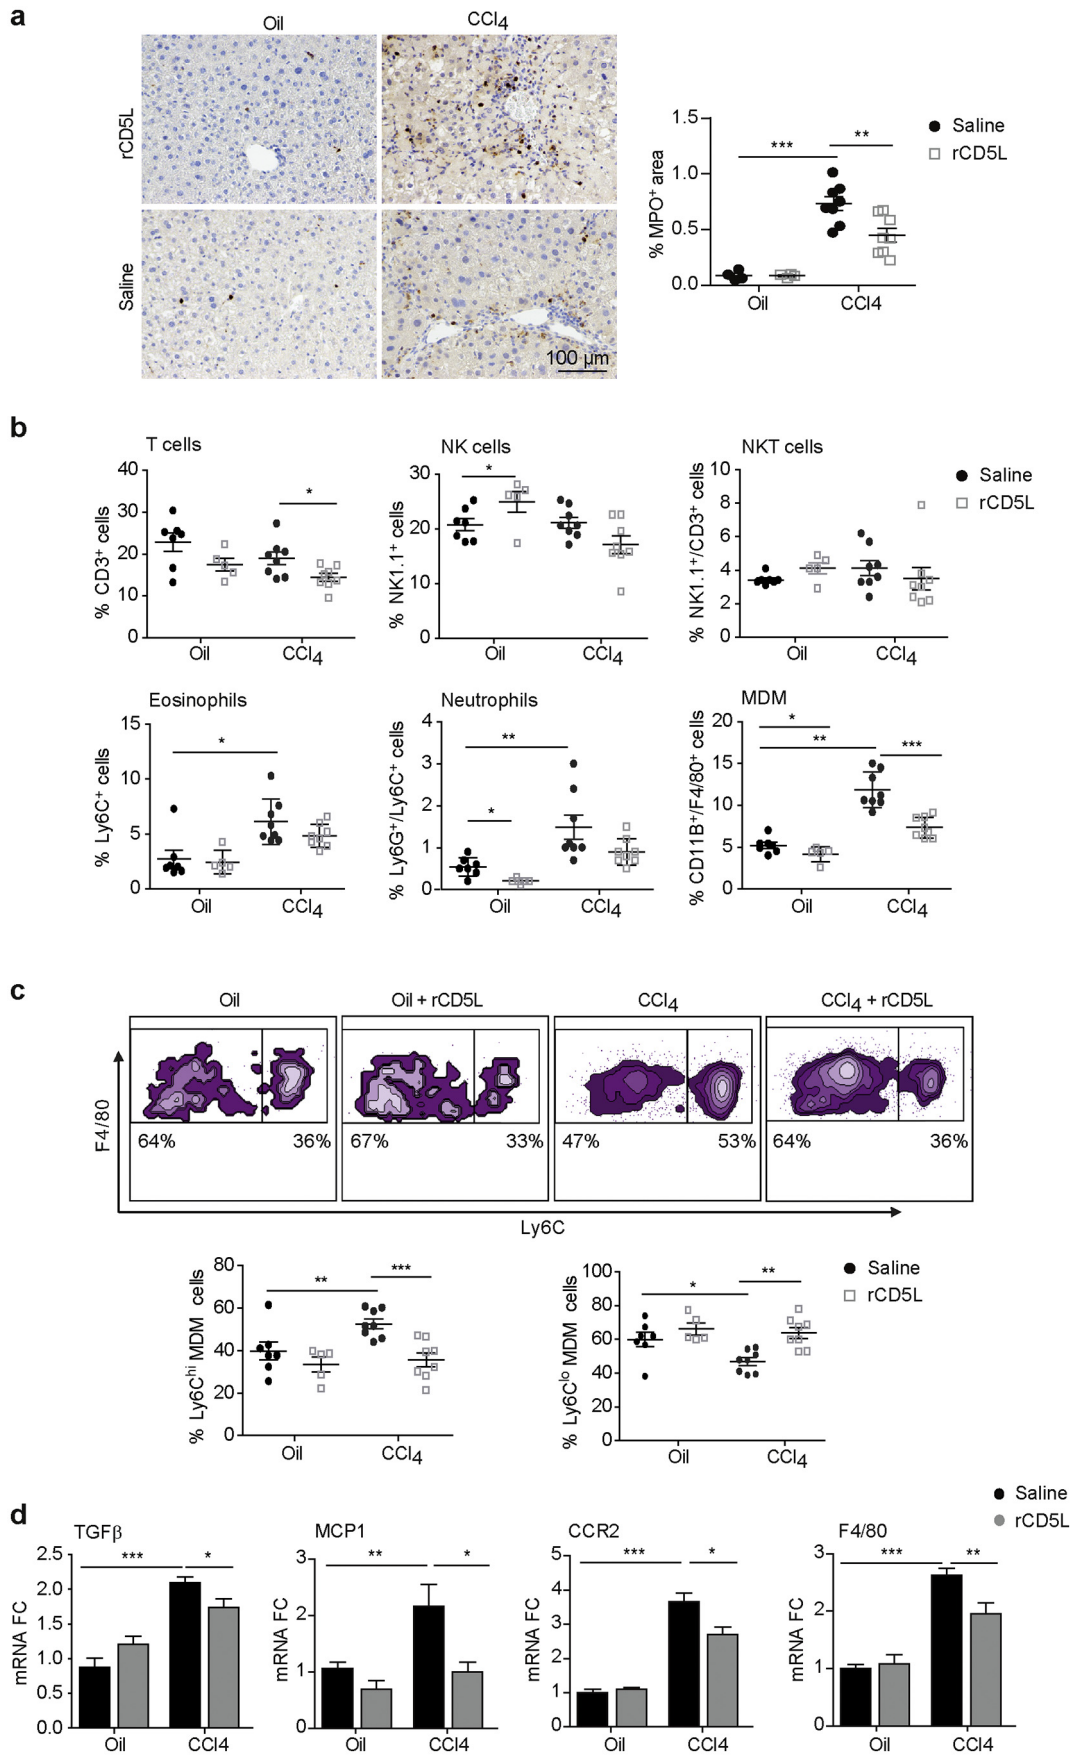 a
Oil
CCl4
rCD5L
Saline
100 µm
% MPO+ area
1.5
1.0
0.5
0.0
***
**
Oil
CCl4
Saline
rCD5L
b
T cells
% CD3+ cells
40
30
20
10
0
*
Oil
CCl4
NK cells
% NK1.1+ cells
30
20
10
0
*
Oil
CCl4
NKT cells
% NK1.1+/CD3+ cells
10
8
6
4
2
0
Oil
CCl4
Saline
rCD5L
Eosinophils
% Ly6C+ cells
15
10
5
0
*
Oil
CCl4
Neutrophils
% Ly6G+/Ly6C+ cells
4
3
2
1
0
**
*
Oil
CCl4
MDM
% CD11B+/F4/80+ cells
20
15
10
5
0
*
**
***
Oil
CCl4
c
Oil
Oil + rCD5L
CCl4
CCl4 + rCD5L
F4/80
64%
36%
67%
33%
47%
53%
64%
36%
Ly6C
% Ly6Chi MDM cells
80
60
40
20
0
**
***
Oil
CCl4
% Ly6Clo MDM cells
100
80
60
40
20
0
*
**
Oil
CCl4
Saline
rCD5L
d
Saline
rCD5L
TGFβ
mRNA FC
2.5
2.0
1.5
1.0
0.5
0.0
***
*
Oil
CCl4
MCP1
mRNA FC
3
2
1
0
**
*
Oil
CCl4
CCR2
mRNA FC
5
4
3
2
1
0
***
*
Oil
CCl4
F4/80
mRNA FC
3
2
1
0
***
**
Oil
CCl4